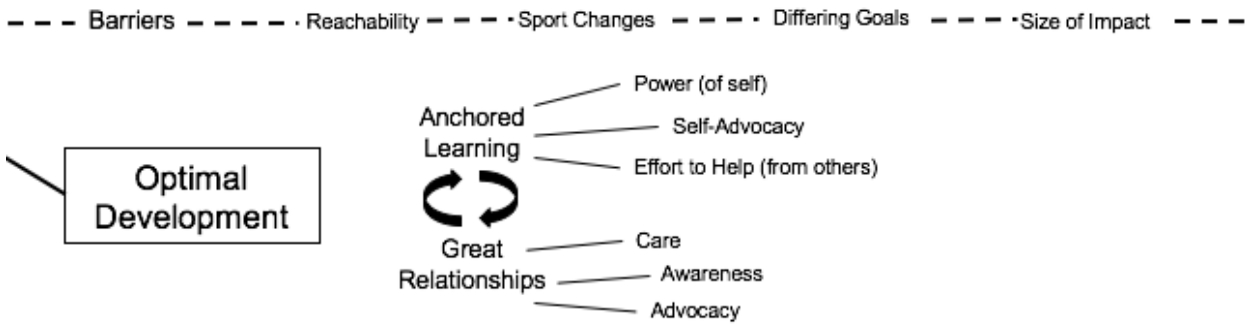 Barriers Reachability Sport Changes Differing Goals Size of Impact
Power (of self)
Anchored
Learning
Self-Advocacy
Effort to Help (from others)
Optimal
Development
Great
Relationships
Care
Awareness
Advocacy